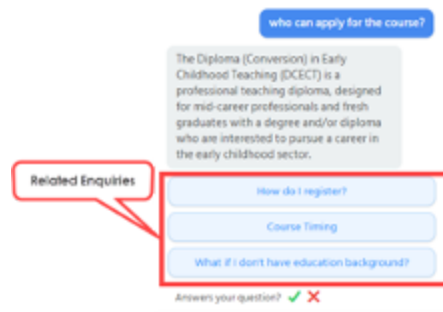 who can apply for the course?
The Diploma (Conversion) in Early
Childhood Teaching (DCECT) is a
professional teaching diploma, designed
for mid-career professionals and fresh
graduates with a degree and/or diploma
who are interested to pursue a career in
the early childhood sector.
Related Enquiries
How do I register?
Course Timing
What if I don't have education background?
Answers your question?